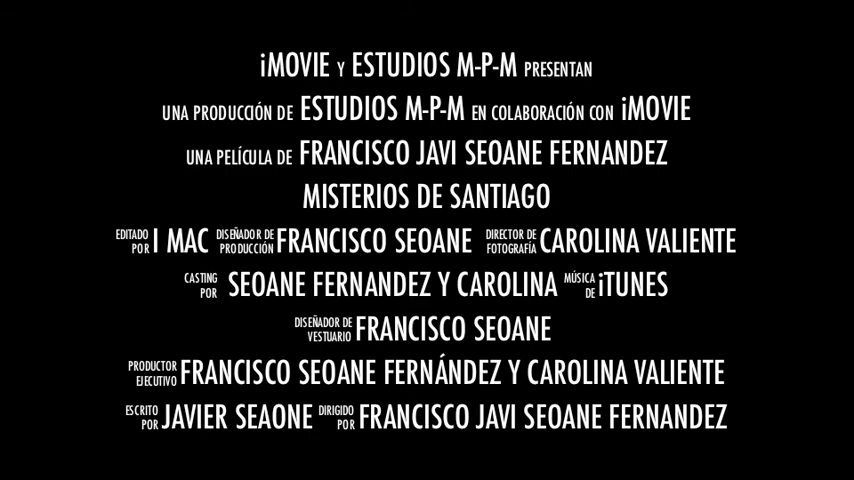 iMOVIE Y ESTUDIOS M-P-M PRESENTAN
UNA PRODUCCIÓN DE ESTUDIOS M-P-M EN COLABORACIÓN CON iMOVIE
UNA PELÍCULA DE FRANCISCO JAVI SEOANE FERNANDEZ
MISTERIOS DE SANTIAGO
EDITADO POR I MAC DISEÑADOR DE PRODUCCIÓN FRANCISCO SEOANE DIRECTOR DE FOTOGRAFÍA CAROLINA VALIENTE
CASTING POR SEOANE FERNANDEZ Y CAROLINA MÚSICA DE iTUNES
DISEÑADOR DE VESTUARIO FRANCISCO SEOANE
PRODUCTOR EJECUTIVO FRANCISCO SEOANE FERNÁNDEZ Y CAROLINA VALIENTE
ESCRITO POR JAVIER SEAONE DIRIGIDO POR FRANCISCO JAVI SEOANE FERNANDEZ